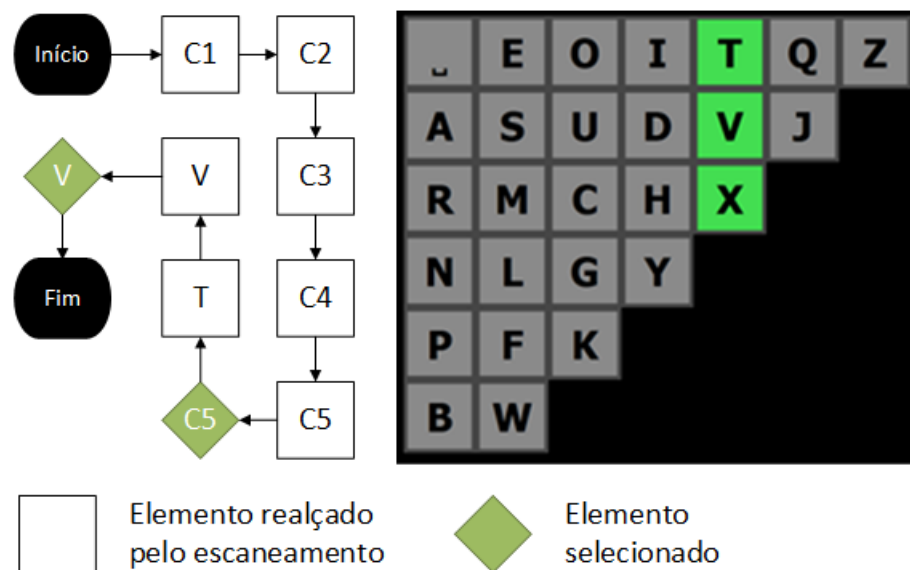 Início C1 C2
V V C3
Fim T C4
C5 C5
␣ E O I T Q Z
A S U D V J
R M C H X
N L G Y
P F K
B W
Elemento realçado
pelo escaneamento
Elemento
selecionado